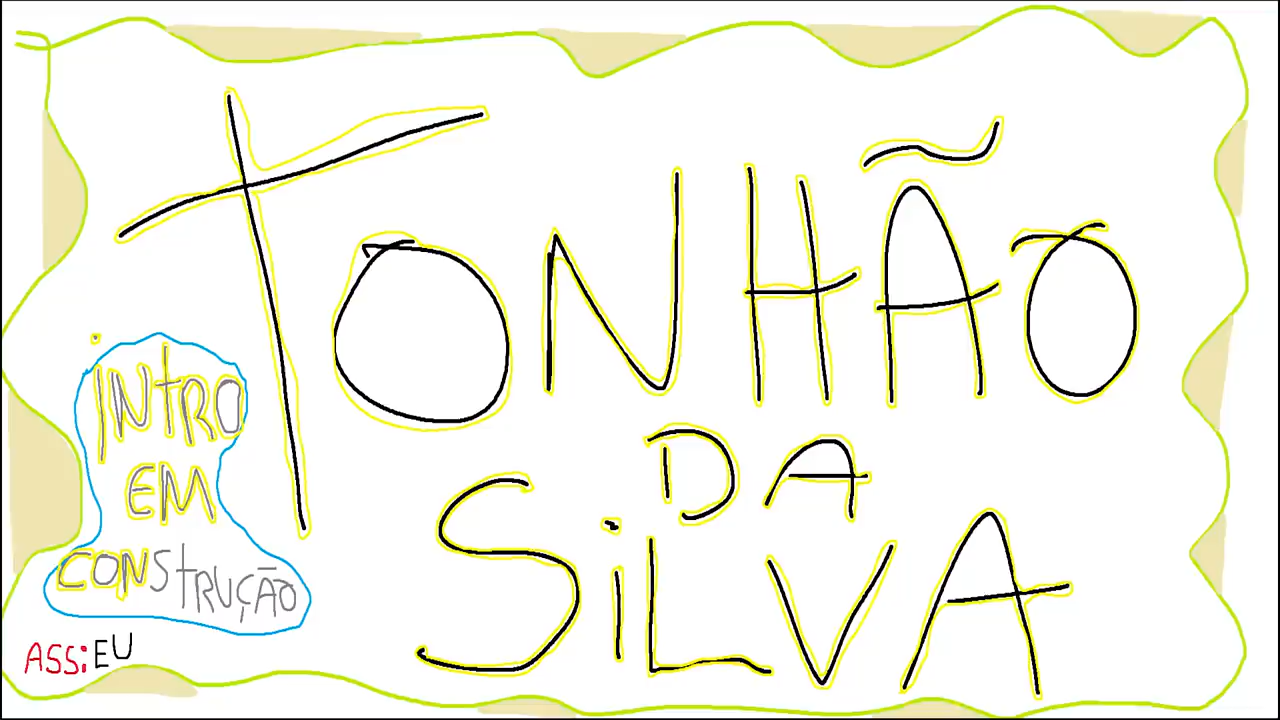 TONHÃO
DA
SiLVA
iNTRO
EM
CONSTRUÇÃO
ASS: EU